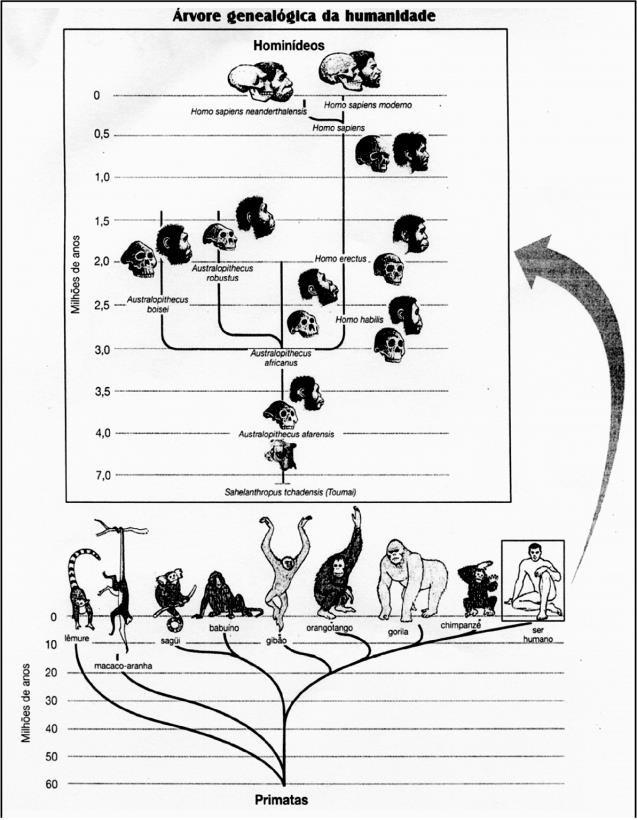 Árvore genealógica da humanidade
Hominídeos
0
Homo sapiens neanderthalensis
Homo sapiens moderno
Homo sapiens
0,5
1,0
1,5
Milhões de anos
2,0
Australopithecus
robustus
Homo erectus
Australopithecus
boisei
2,5
Homo habilis
3,0
Australopithecus
africanus
3,5
4,0
Australopithecus afarensis
7,0
Sahelanthropus tchadensis (Toumai)
0
lêmure
macaco-aranha
sagüi
babuíno
gibão
orangotango
gorila
chimpanzé
ser
humano
Milhões de anos
10
20
30
40
50
60
Primatas